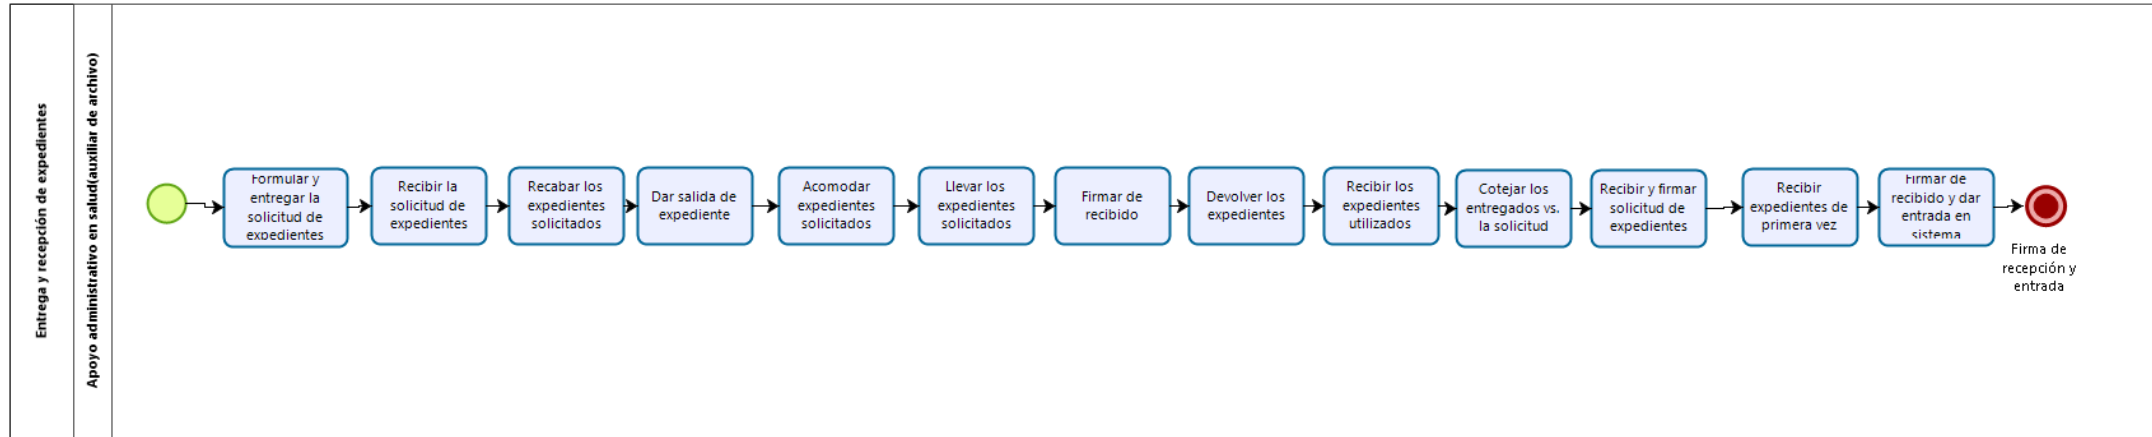 Entrega y recepción de expedientes
Apoyo administrativo en salud(auxiliar de archivo)
Formular y
entregar la
solicitud de
expedientes
Recibir la
solicitud de
expedientes
Recabar los
expedientes
solicitados
Dar salida de
expediente
Acomodar
expedientes
solicitados
Llevar los
expedientes
solicitados
Firmar de
recibido
Devolver los
expedientes
Recibir los
expedientes
utilizados
Cotejar los
entregados vs.
la solicitud
Recibir y firmar
solicitud de
expedientes
Recibir
expedientes de
primera vez
Firmar de
recibido y dar
entrada en
sistema
Firma de
recepción y
entrada